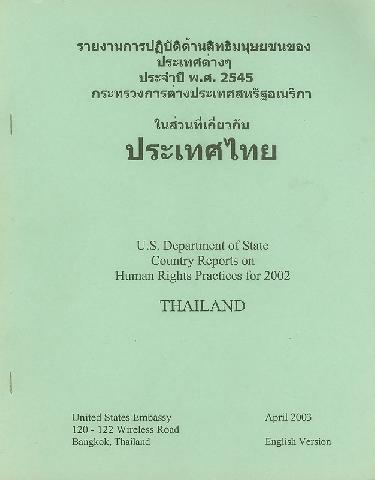 รายงานการปฏิบัติด้านสิทธิมนุษยชนของ
ประเทศต่างๆ
ประจำปี พ.ศ. 2545
กระทรวงการต่างประเทศสหรัฐอเมริกา
ในส่วนที่เกี่ยวกับ
ประเทศไทย
U.S. Department of State
Country Reports on
Human Rights Practices for 2002
THAILAND
United States Embassy
120 - 122 Wireless Road
Bangkok, Thailand
April 2003
English Version